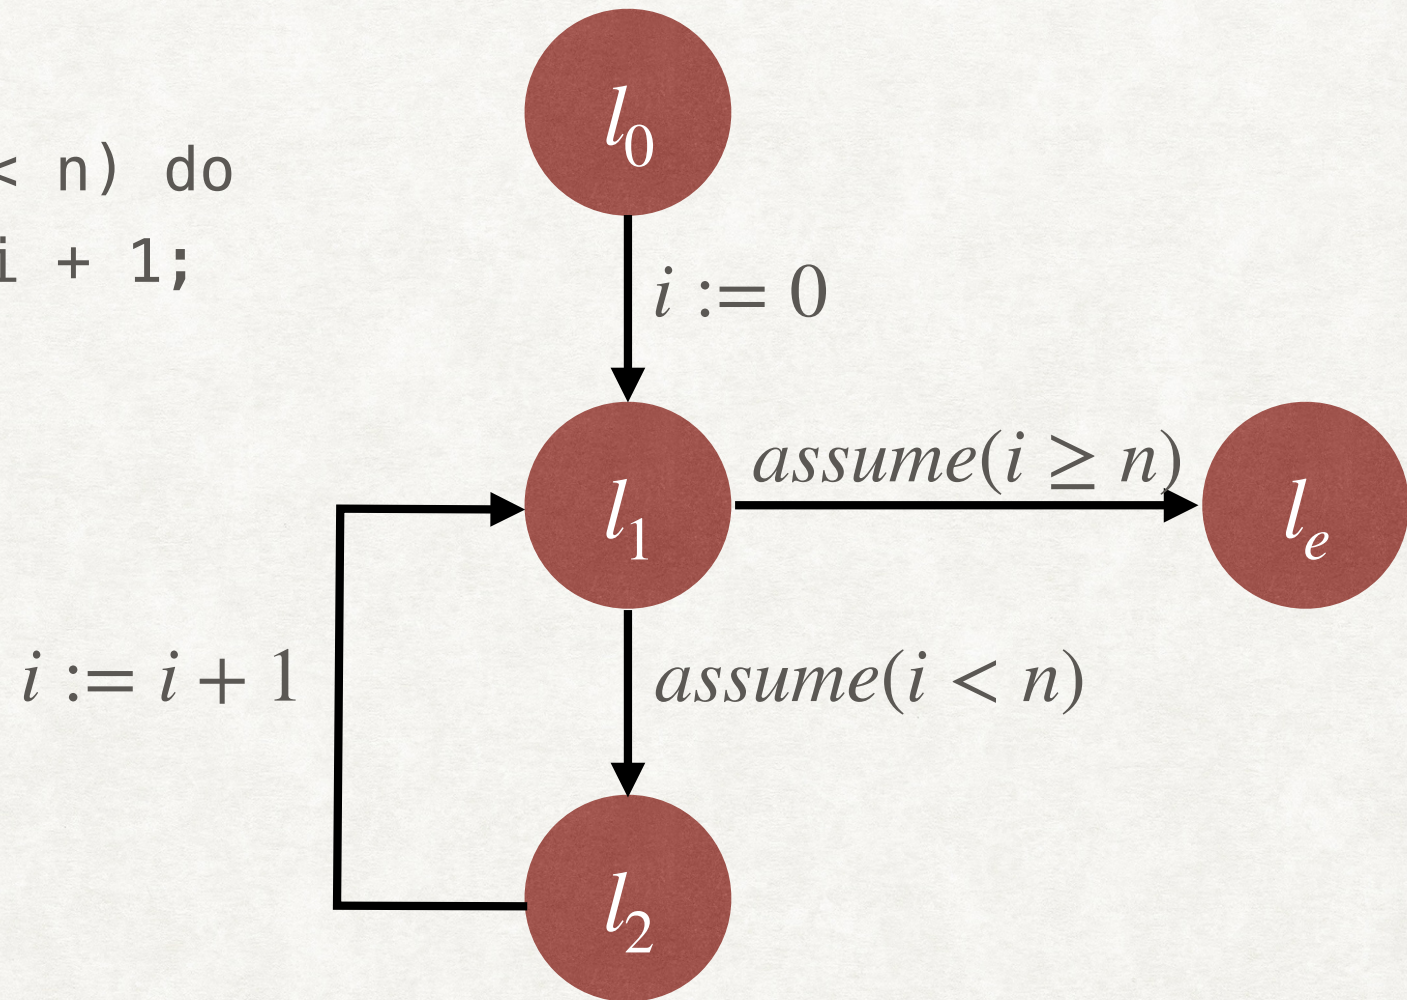 < n) do
i + 1;
l₀
i := 0
assume(i ≥ n)
l₁
lₑ
i := i + 1
assume(i < n)
l₂